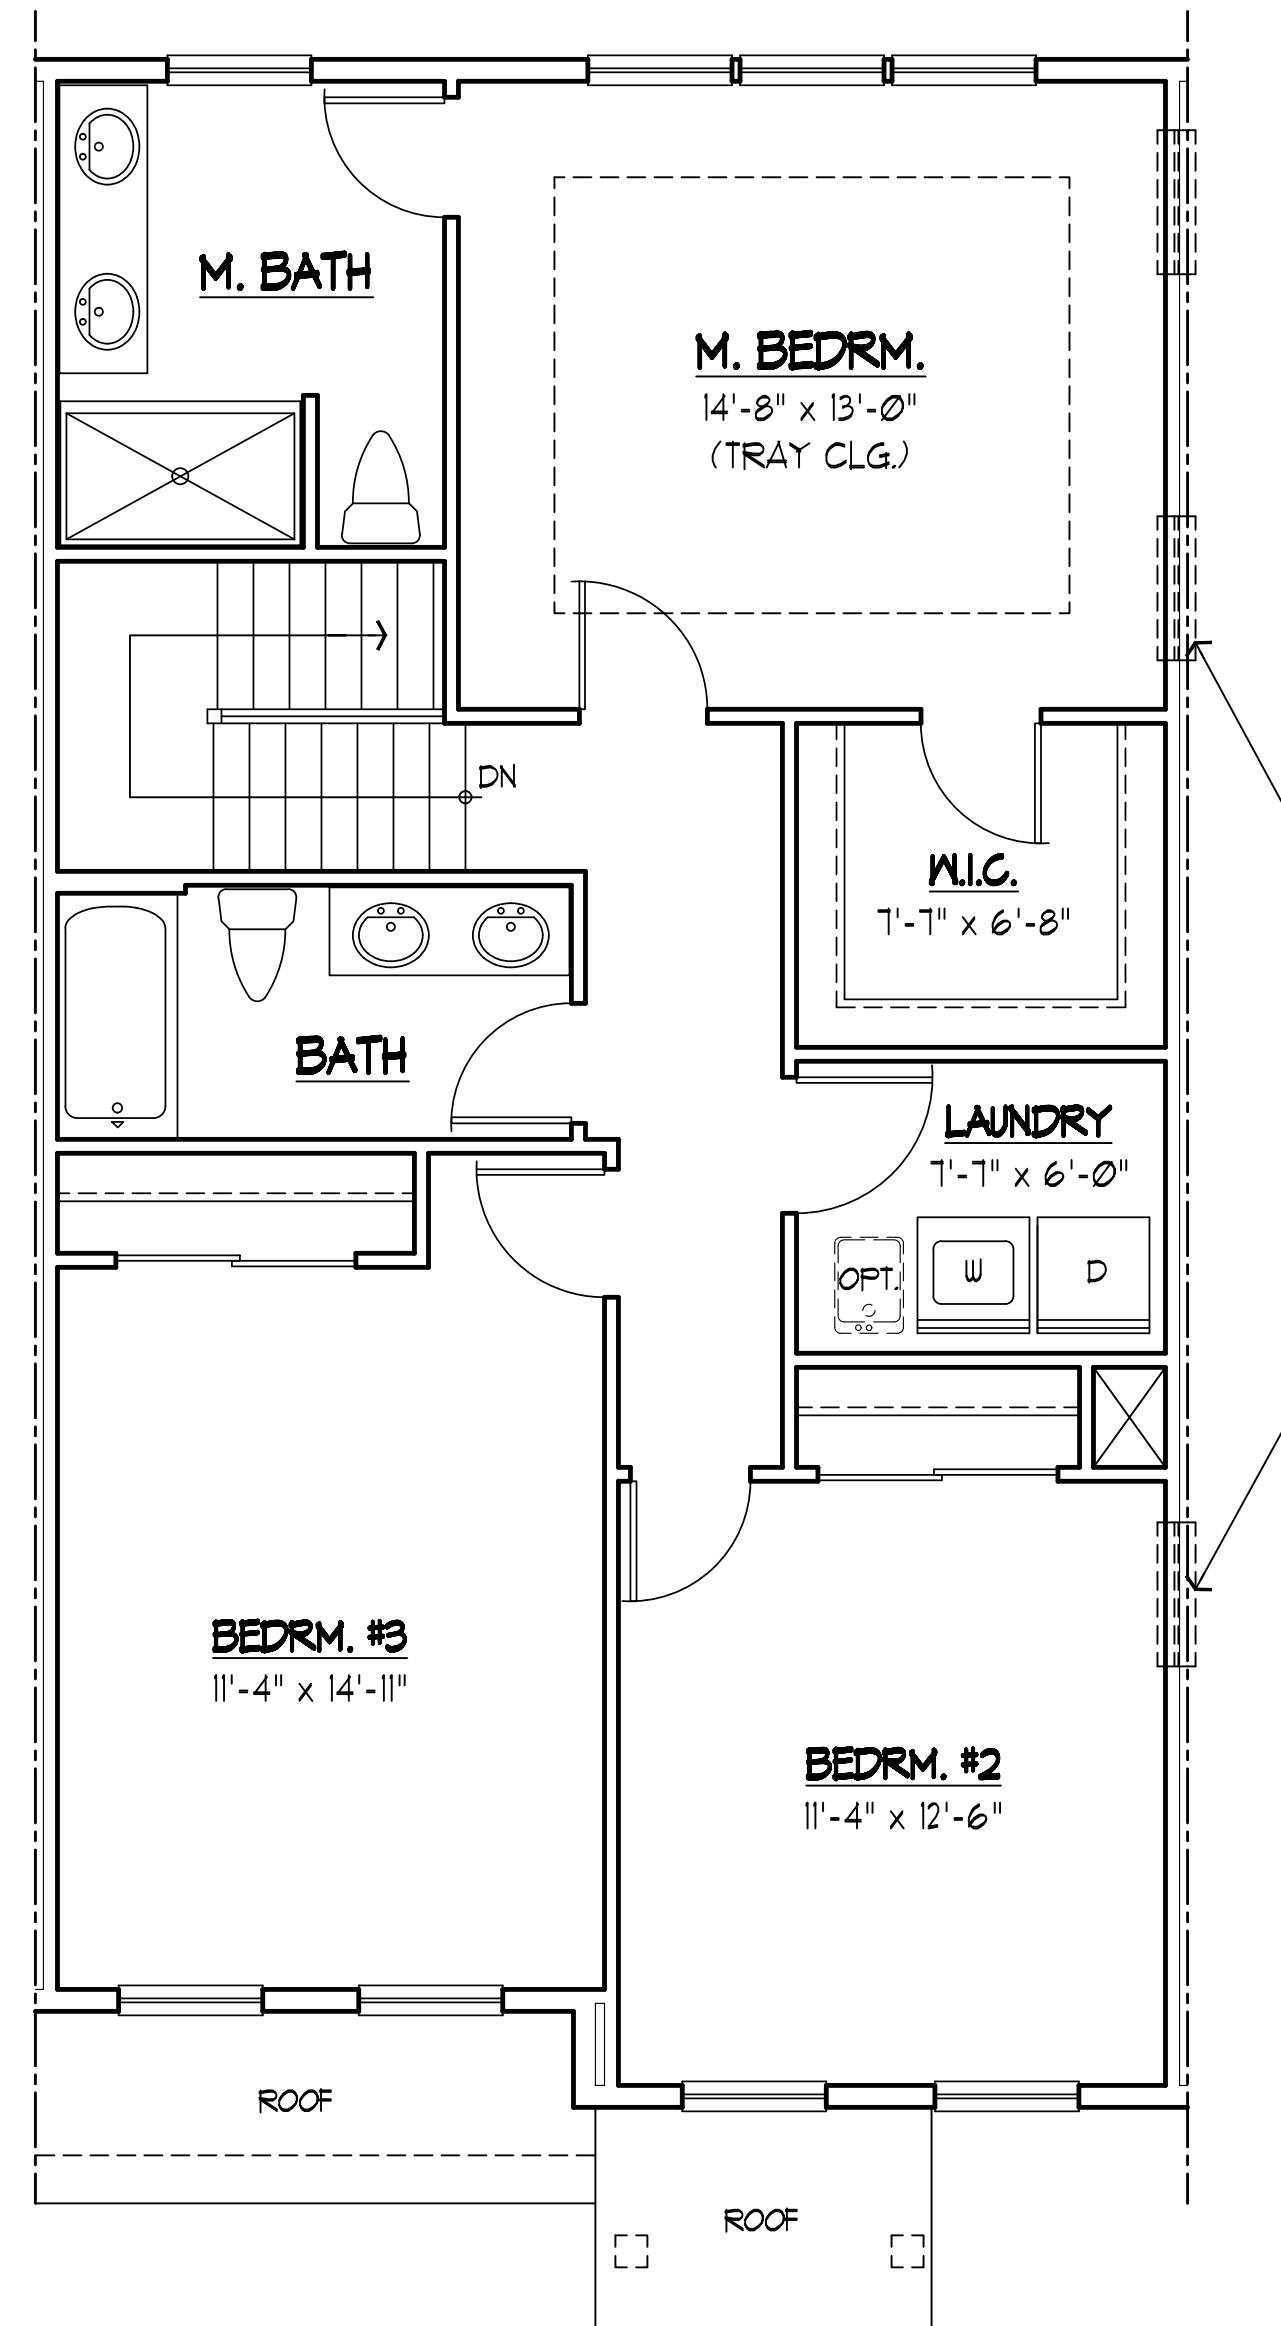 M. BATH
M. BEDRM.
14'-8" x 13'-0"
(TRAY CLG.)
DN
W.I.C.
7'-7" x 6'-8"
BATH
LAUNDRY
7'-7" x 6'-0"
OPT.
W
D
BEDRM. #3
11'-4" x 14'-11"
BEDRM. #2
11'-4" x 12'-6"
ROOF
ROOF